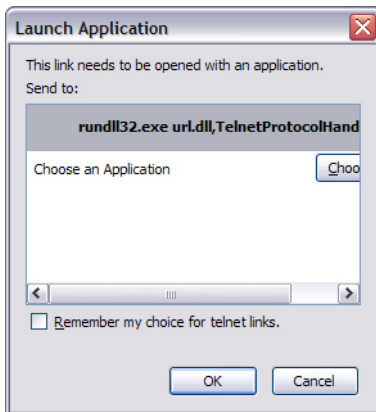 Launch Application
This link needs to be opened with an application.
Send to:
rundll32.exe url.dll,TelnetProtocolHand
Choose an Application
Choo
Remember my choice for telnet links.
OK
Cancel